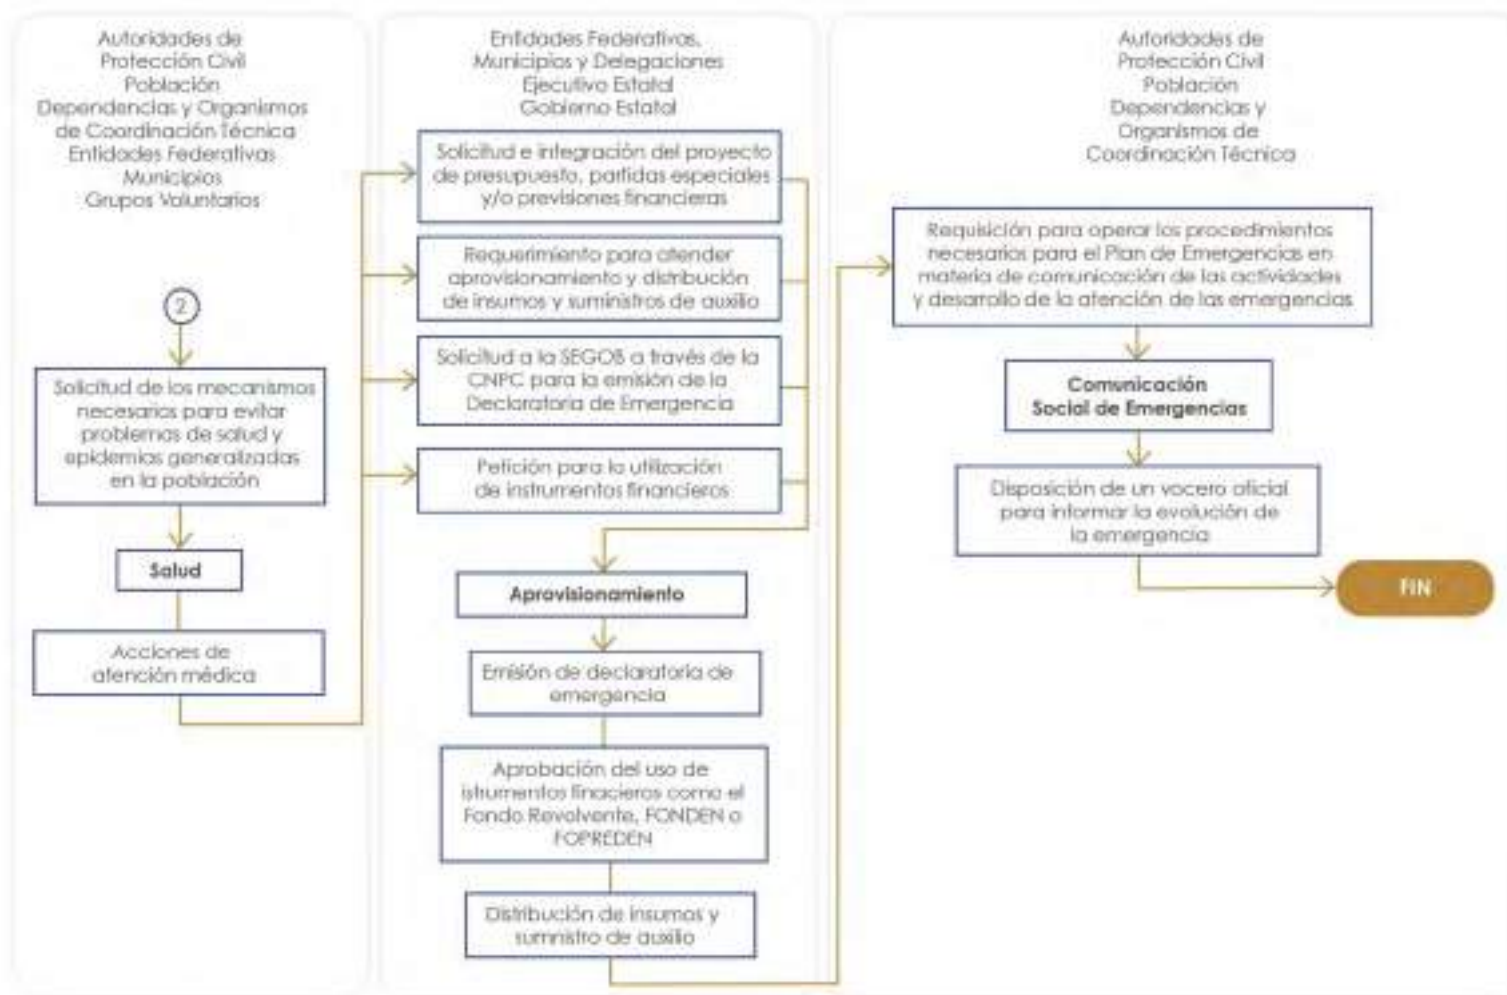 Autoridades de
Protección Civil
Población
Dependencias y Organismos
de Coordinación Técnica
Entidades Federativas
Municipios
Grupos Voluntarios
2
Solicitud de los mecanismos
necesarios para evitar
problemas de salud y
epidemias generalizadas
en la población
Salud
Acciones de
atención médica
Entidades Federativas,
Municipios y Delegaciones
Ejecutivo Estatal
Gobierno Estatal
Solicitud e integración del proyecto
de presupuesto, partidas especiales
y/o previsiones financieras
Requerimiento para atender
aprovisionamiento y distribución
de insumos y suministros de auxilio
Solicitud a la SEGOB a través de la
CNPC para la emisión de la
Declaratoria de Emergencia
Petición para la utilización
de instrumentos financieros
Aprovisionamiento
Emisión de declaratoria de
emergencia
Aprobación del uso de
istrumentos finacieros como el
Fondo Revolvente, FONDEN o
FOPREDEN
Distribución de insumos y
sumnistro de auxilio
Autoridades de
Protección Civil
Población
Dependencias y
Organismos de
Coordinación Técnica
Requisición para operar los procedimientos
necesarios para el Plan de Emergencias en
materia de comunicación de las actividades
y desarrollo de la atención de las emergencias
Comunicación
Social de Emergencias
Disposición de un vocero oficial
para informar la evolución de
la emergencia
FIN